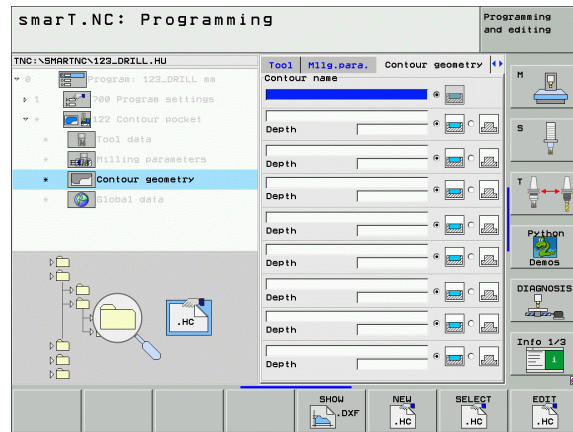 smarT.NC: Programming
Programming and editing
TNC:\SMARTNC\123_DRILL.HU
0 Program: 123_DRILL mm
1 700 Program settings
* 122 Contour pocket
* Tool data
* Milling parameters
* Contour geometry
* Global data
.HC
Tool Mllg.para. Contour geometry
Contour name
Depth
Depth
Depth
Depth
Depth
Depth
Depth
Depth
M
S
T
Python
Demos
DIAGNOSIS
Info 1/3
SHOW
.DXF
NEW
.HC
SELECT
.HC
EDIT
.HC